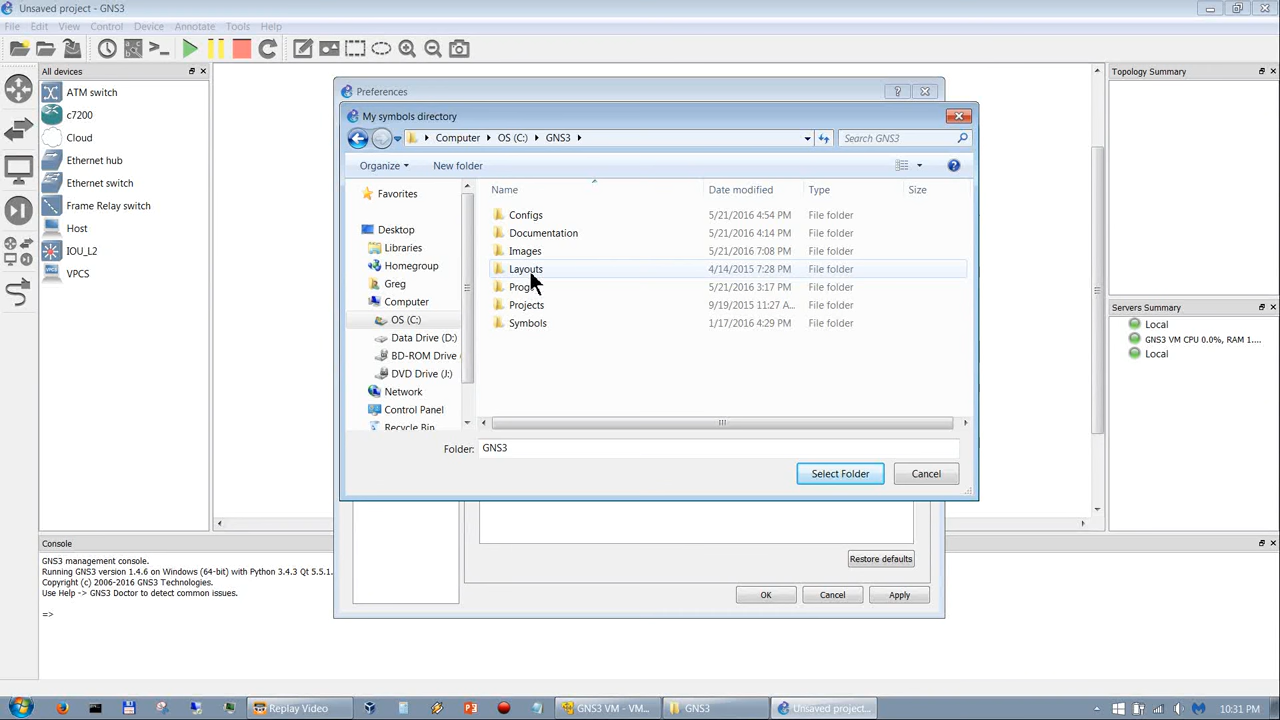 Unsaved project - GNS3
File Edit View Control Device Annotate Tools Help
All devices
ATM switch
c7200
Cloud
Ethernet hub
Ethernet switch
Frame Relay switch
Host
IOU_L2
VPCS
Preferences
My symbols directory
Computer OS (C:) GNS3
Search GNS3
Organize New folder
Favorites
Desktop
Libraries
Homegroup
Greg
Computer
OS (C:)
Data Drive (D:)
BD-ROM Drive
DVD Drive (J:)
Network
Control Panel
Recycle Bin
Name Date modified Type Size
Configs 5/21/2016 4:54 PM File folder
Documentation 5/21/2016 4:14 PM File folder
Images 5/21/2016 7:08 PM File folder
Layouts 4/14/2015 7:28 PM File folder
5/21/2016 3:17 PM File folder
Projects 9/19/2015 11:27 A... File folder
Symbols 1/17/2016 4:29 PM File folder
Folder: GNS3
Select Folder Cancel
Restore defaults
OK Cancel Apply
Topology Summary
Servers Summary
Local
GNS3 VM CPU 0.0%, RAM 1....
Local
Console
GNS3 management console.
Running GNS3 version 1.4.6 on Windows (64-bit) with Python 3.4.3 Qt 5.5.1.
Copyright (c) 2006-2016 GNS3 Technologies.
Use Help -> GNS3 Doctor to detect common issues.
=>
Replay Video
GNS3 VM - VM...
GNS3
Unsaved project...
10:31 PM